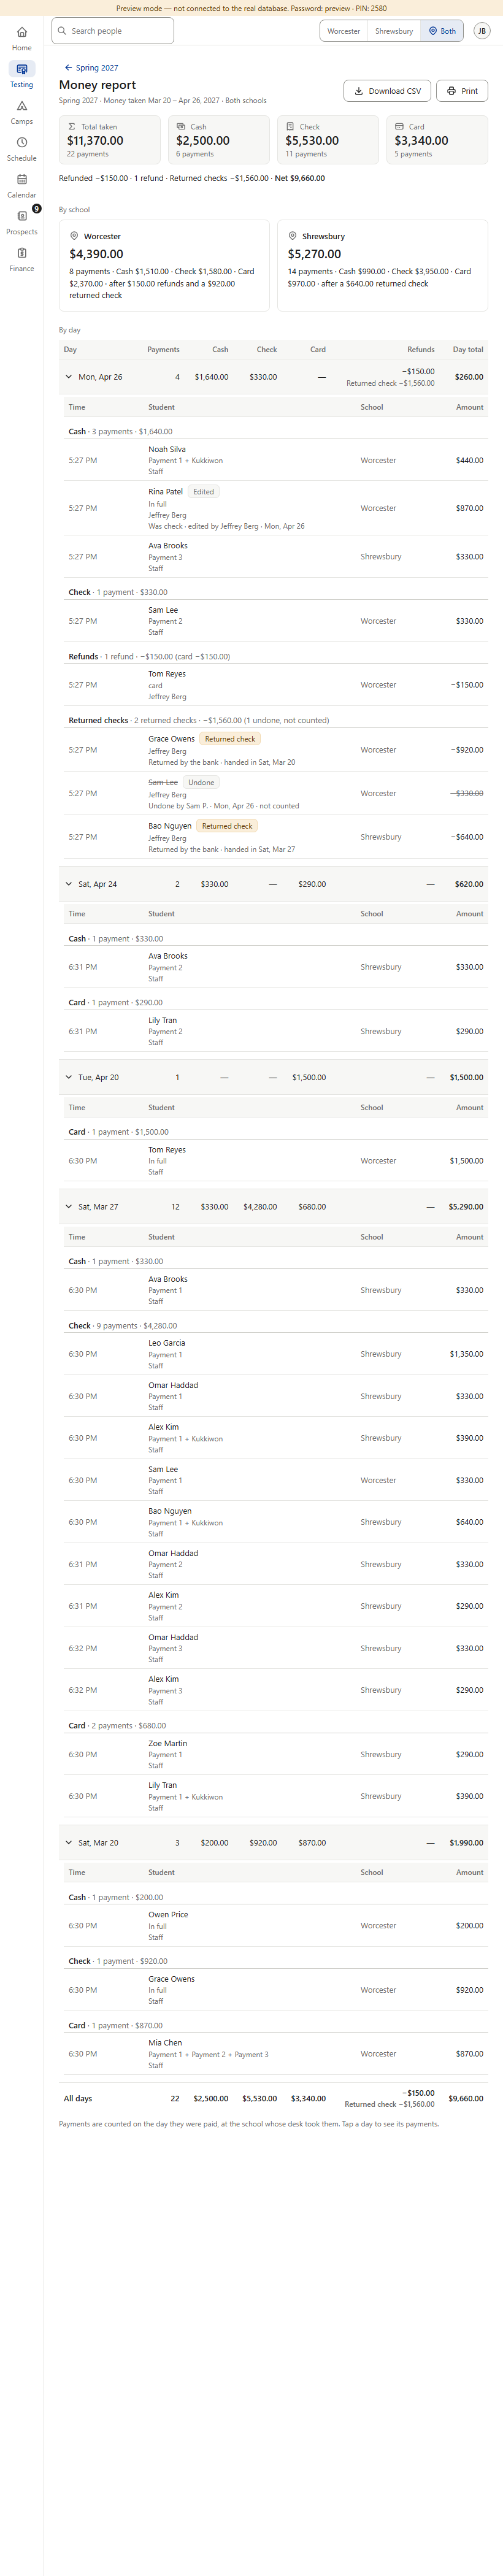 Preview mode — not connected to the real database. Password: preview · PIN: 2580
Home
Testing
Camps
Schedule
Calendar
9
Prospects
Finance
Search people
Worcester
Shrewsbury
Both
JB
← Spring 2027
Money report
Spring 2027 · Money taken Mar 20 – Apr 26, 2027 · Both schools
Download CSV
Print
Total taken
$11,370.00
22 payments
Cash
$2,500.00
6 payments
Check
$5,530.00
11 payments
Card
$3,340.00
5 payments
Refunded −$150.00 · 1 refund · Returned checks −$1,560.00 · Net $9,660.00
By school
Worcester
$4,390.00
8 payments · Cash $1,510.00 · Check $1,580.00 · Card
$2,370.00 · after $150.00 refunds and a $920.00
returned check
Shrewsbury
$5,270.00
14 payments · Cash $990.00 · Check $3,950.00 · Card
$970.00 · after a $640.00 returned check
By day
Day Payments Cash Check Card Refunds Day total
Mon, Apr 26 4 $1,640.00 $330.00 — −$150.00 $260.00
Returned check −$1,560.00
Time Student School Amount
Cash · 3 payments · $1,640.00
Noah Silva
5:27 PM Payment 1 + Kukkiwon Worcester $440.00
Staff
Rina Patel Edited
In full
5:27 PM Jeffrey Berg Worcester $870.00
Was check · edited by Jeffrey Berg · Mon, Apr 26
Ava Brooks
5:27 PM Payment 3 Shrewsbury $330.00
Staff
Check · 1 payment · $330.00
Sam Lee
5:27 PM Payment 2 Worcester $330.00
Staff
Refunds · 1 refund · −$150.00 (card −$150.00)
Tom Reyes
5:27 PM card Worcester −$150.00
Jeffrey Berg
Returned checks · 2 returned checks · −$1,560.00 (1 undone, not counted)
Grace Owens Returned check
5:27 PM Jeffrey Berg Worcester −$920.00
Returned by the bank · handed in Sat, Mar 20
Sam Lee Undone
5:27 PM Jeffrey Berg Worcester −$330.00
Undone by Sam P. · Mon, Apr 26 · not counted
Bao Nguyen Returned check
5:27 PM Jeffrey Berg Shrewsbury −$640.00
Returned by the bank · handed in Sat, Mar 27
Sat, Apr 24 2 $330.00 — $290.00 — $620.00
Time Student School Amount
Cash · 1 payment · $330.00
Ava Brooks
6:31 PM Payment 2 Shrewsbury $330.00
Staff
Card · 1 payment · $290.00
Lily Tran
6:31 PM Payment 2 Shrewsbury $290.00
Staff
Tue, Apr 20 1 — — $1,500.00 — $1,500.00
Time Student School Amount
Card · 1 payment · $1,500.00
Tom Reyes
6:30 PM In full Worcester $1,500.00
Staff
Sat, Mar 27 12 $330.00 $4,280.00 $680.00 — $5,290.00
Time Student School Amount
Cash · 1 payment · $330.00
Ava Brooks
6:30 PM Payment 1 Shrewsbury $330.00
Staff
Check · 9 payments · $4,280.00
Leo Garcia
6:30 PM Payment 1 Shrewsbury $1,350.00
Staff
Omar Haddad
6:30 PM Payment 1 Shrewsbury $330.00
Staff
Alex Kim
6:30 PM Payment 1 + Kukkiwon Shrewsbury $390.00
Staff
Sam Lee
6:30 PM Payment 1 Worcester $330.00
Staff
Bao Nguyen
6:30 PM Payment 1 + Kukkiwon Shrewsbury $640.00
Staff
Omar Haddad
6:31 PM Payment 2 Shrewsbury $330.00
Staff
Alex Kim
6:31 PM Payment 2 Shrewsbury $290.00
Staff
Omar Haddad
6:32 PM Payment 3 Shrewsbury $330.00
Staff
Alex Kim
6:32 PM Payment 3 Shrewsbury $290.00
Staff
Card · 2 payments · $680.00
Zoe Martin
6:30 PM Payment 1 Shrewsbury $290.00
Staff
Lily Tran
6:30 PM Payment 1 + Kukkiwon Shrewsbury $390.00
Staff
Sat, Mar 20 3 $200.00 $920.00 $870.00 — $1,990.00
Time Student School Amount
Cash · 1 payment · $200.00
Owen Price
6:30 PM In full Worcester $200.00
Staff
Check · 1 payment · $920.00
Grace Owens
6:30 PM In full Worcester $920.00
Staff
Card · 1 payment · $870.00
Mia Chen
6:30 PM Payment 1 + Payment 2 + Payment 3 Worcester $870.00
Staff
All days 22 $2,500.00 $5,530.00 $3,340.00 −$150.00 $9,660.00
Returned check −$1,560.00
Payments are counted on the day they were paid, at the school whose desk took them. Tap a day to see its payments.